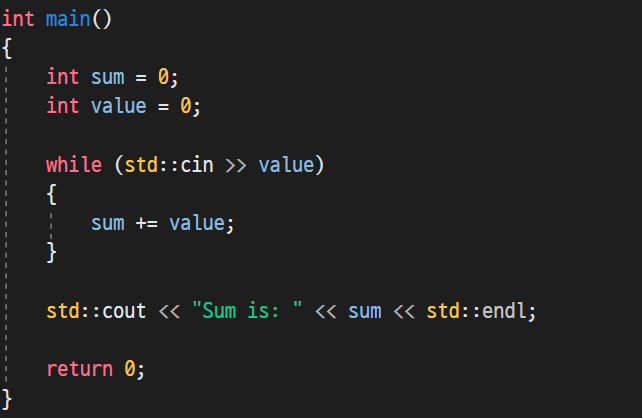 int main()
{
    int sum = 0;
    int value = 0;

    while (std::cin >> value)
    {
        sum += value;
    }

    std::cout << "Sum is: " << sum << std::endl;

    return 0;
}